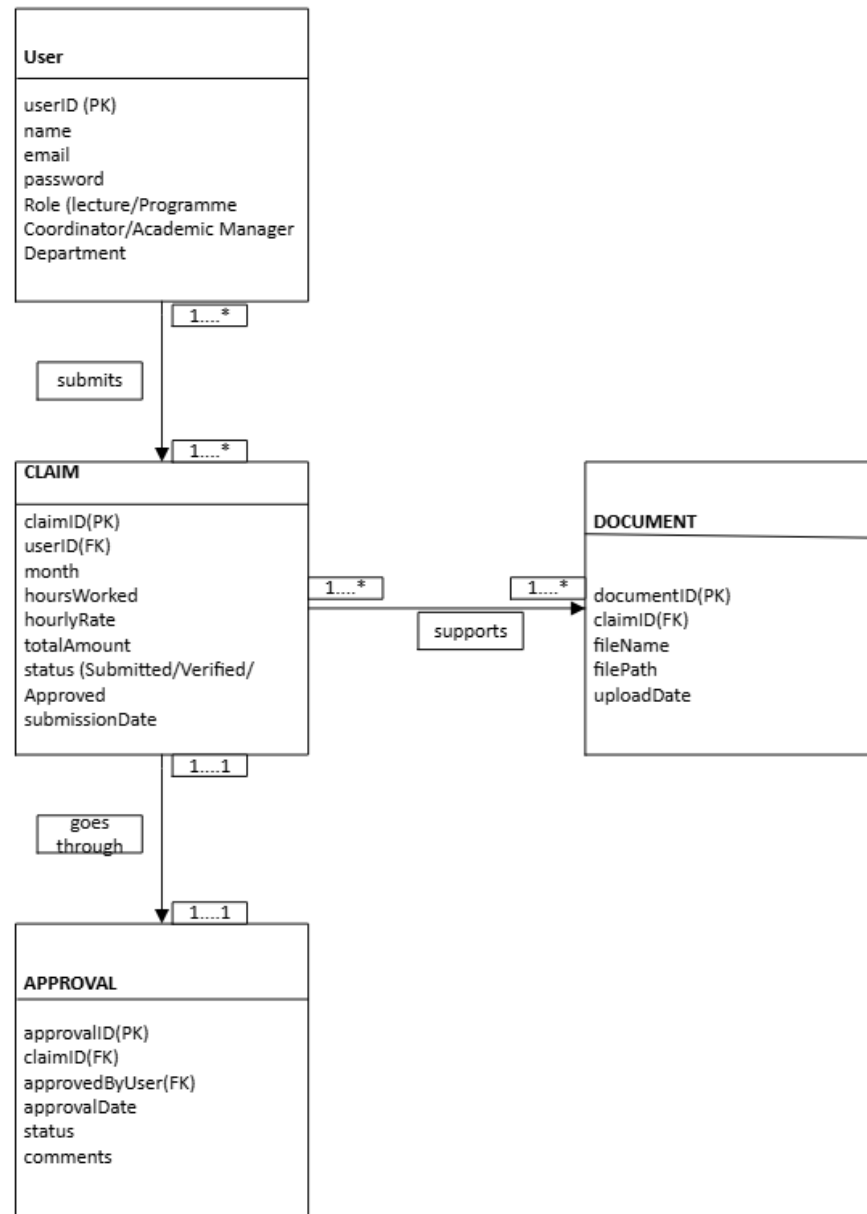 User
userID (PK)
name
email
password
Role (lecture/Programme
Coordinator/Academic Manager
Department
1....*
submits
1....*
CLAIM
claimID(PK)
userID(FK)
month
hoursWorked
hourlyRate
totalAmount
status (Submitted/Verified/
Approved
submissionDate
1....*
1....*
supports
DOCUMENT
documentID(PK)
claimID(FK)
fileName
filePath
uploadDate
1....1
goes
through
1....1
APPROVAL
approvalID(PK)
claimID(FK)
approvedByUser(FK)
approvalDate
status
comments